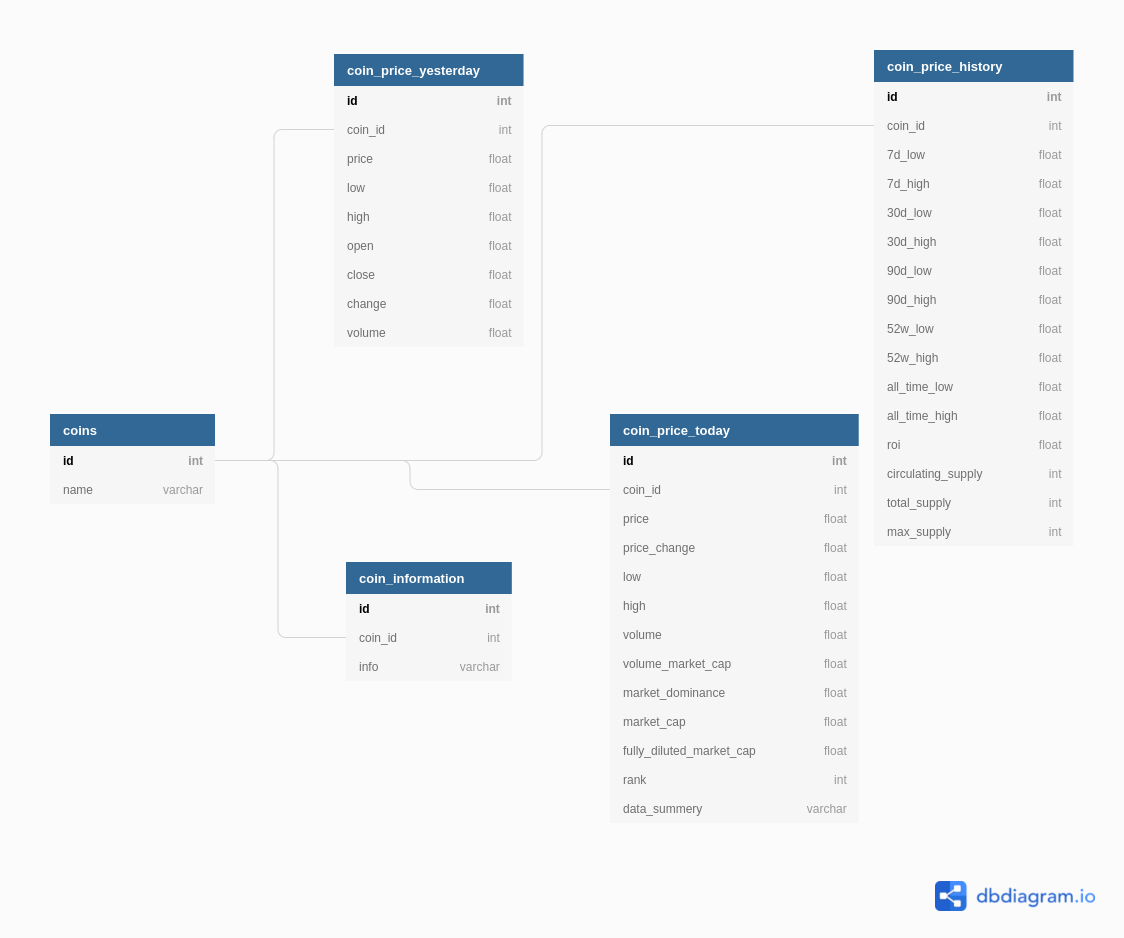 coin_price_yesterday
id int
coin_id int
price float
low float
high float
open float
close float
change float
volume float
coin_price_history
id int
coin_id int
7d_low float
7d_high float
30d_low float
30d_high float
90d_low float
90d_high float
52w_low float
52w_high float
all_time_low float
all_time_high float
roi float
circulating_supply int
total_supply int
max_supply int
coins
id int
name varchar
coin_information
id int
coin_id int
info varchar
coin_price_today
id int
coin_id int
price float
price_change float
low float
high float
volume float
volume_market_cap float
market_dominance float
market_cap float
fully_diluted_market_cap float
rank int
data_summery varchar
dbdiagram.io